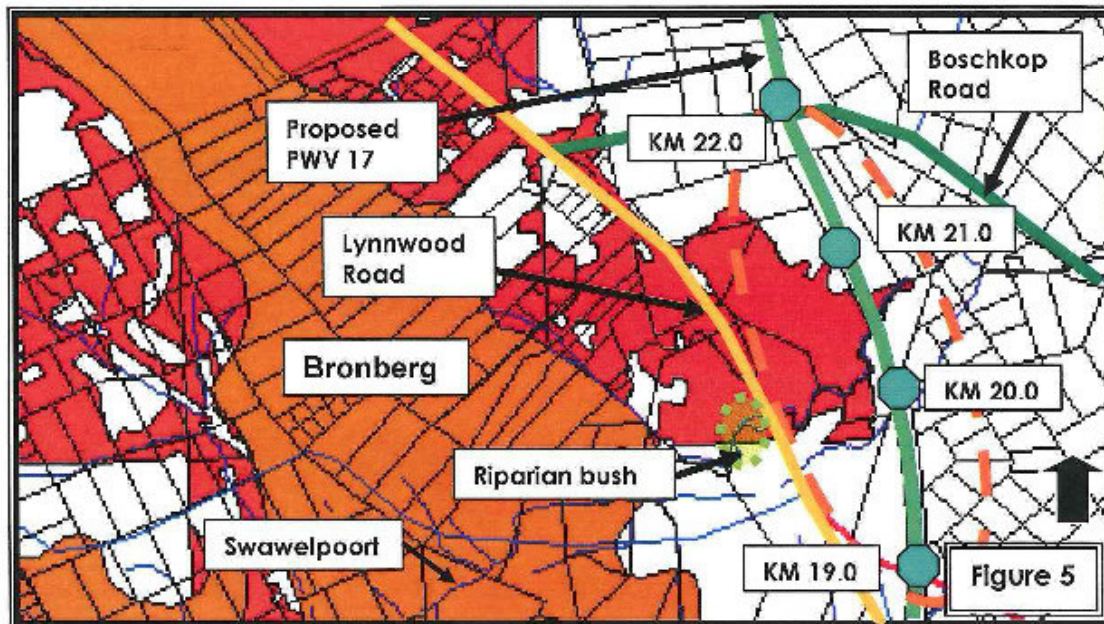 Boschkop
Road
Proposed
PWV 17
KM 22.0
KM 21.0
Lynnwood
Road
Bronberg
KM 20.0
Riparian bush
Swawelpoort
KM 19.0
Figure 5